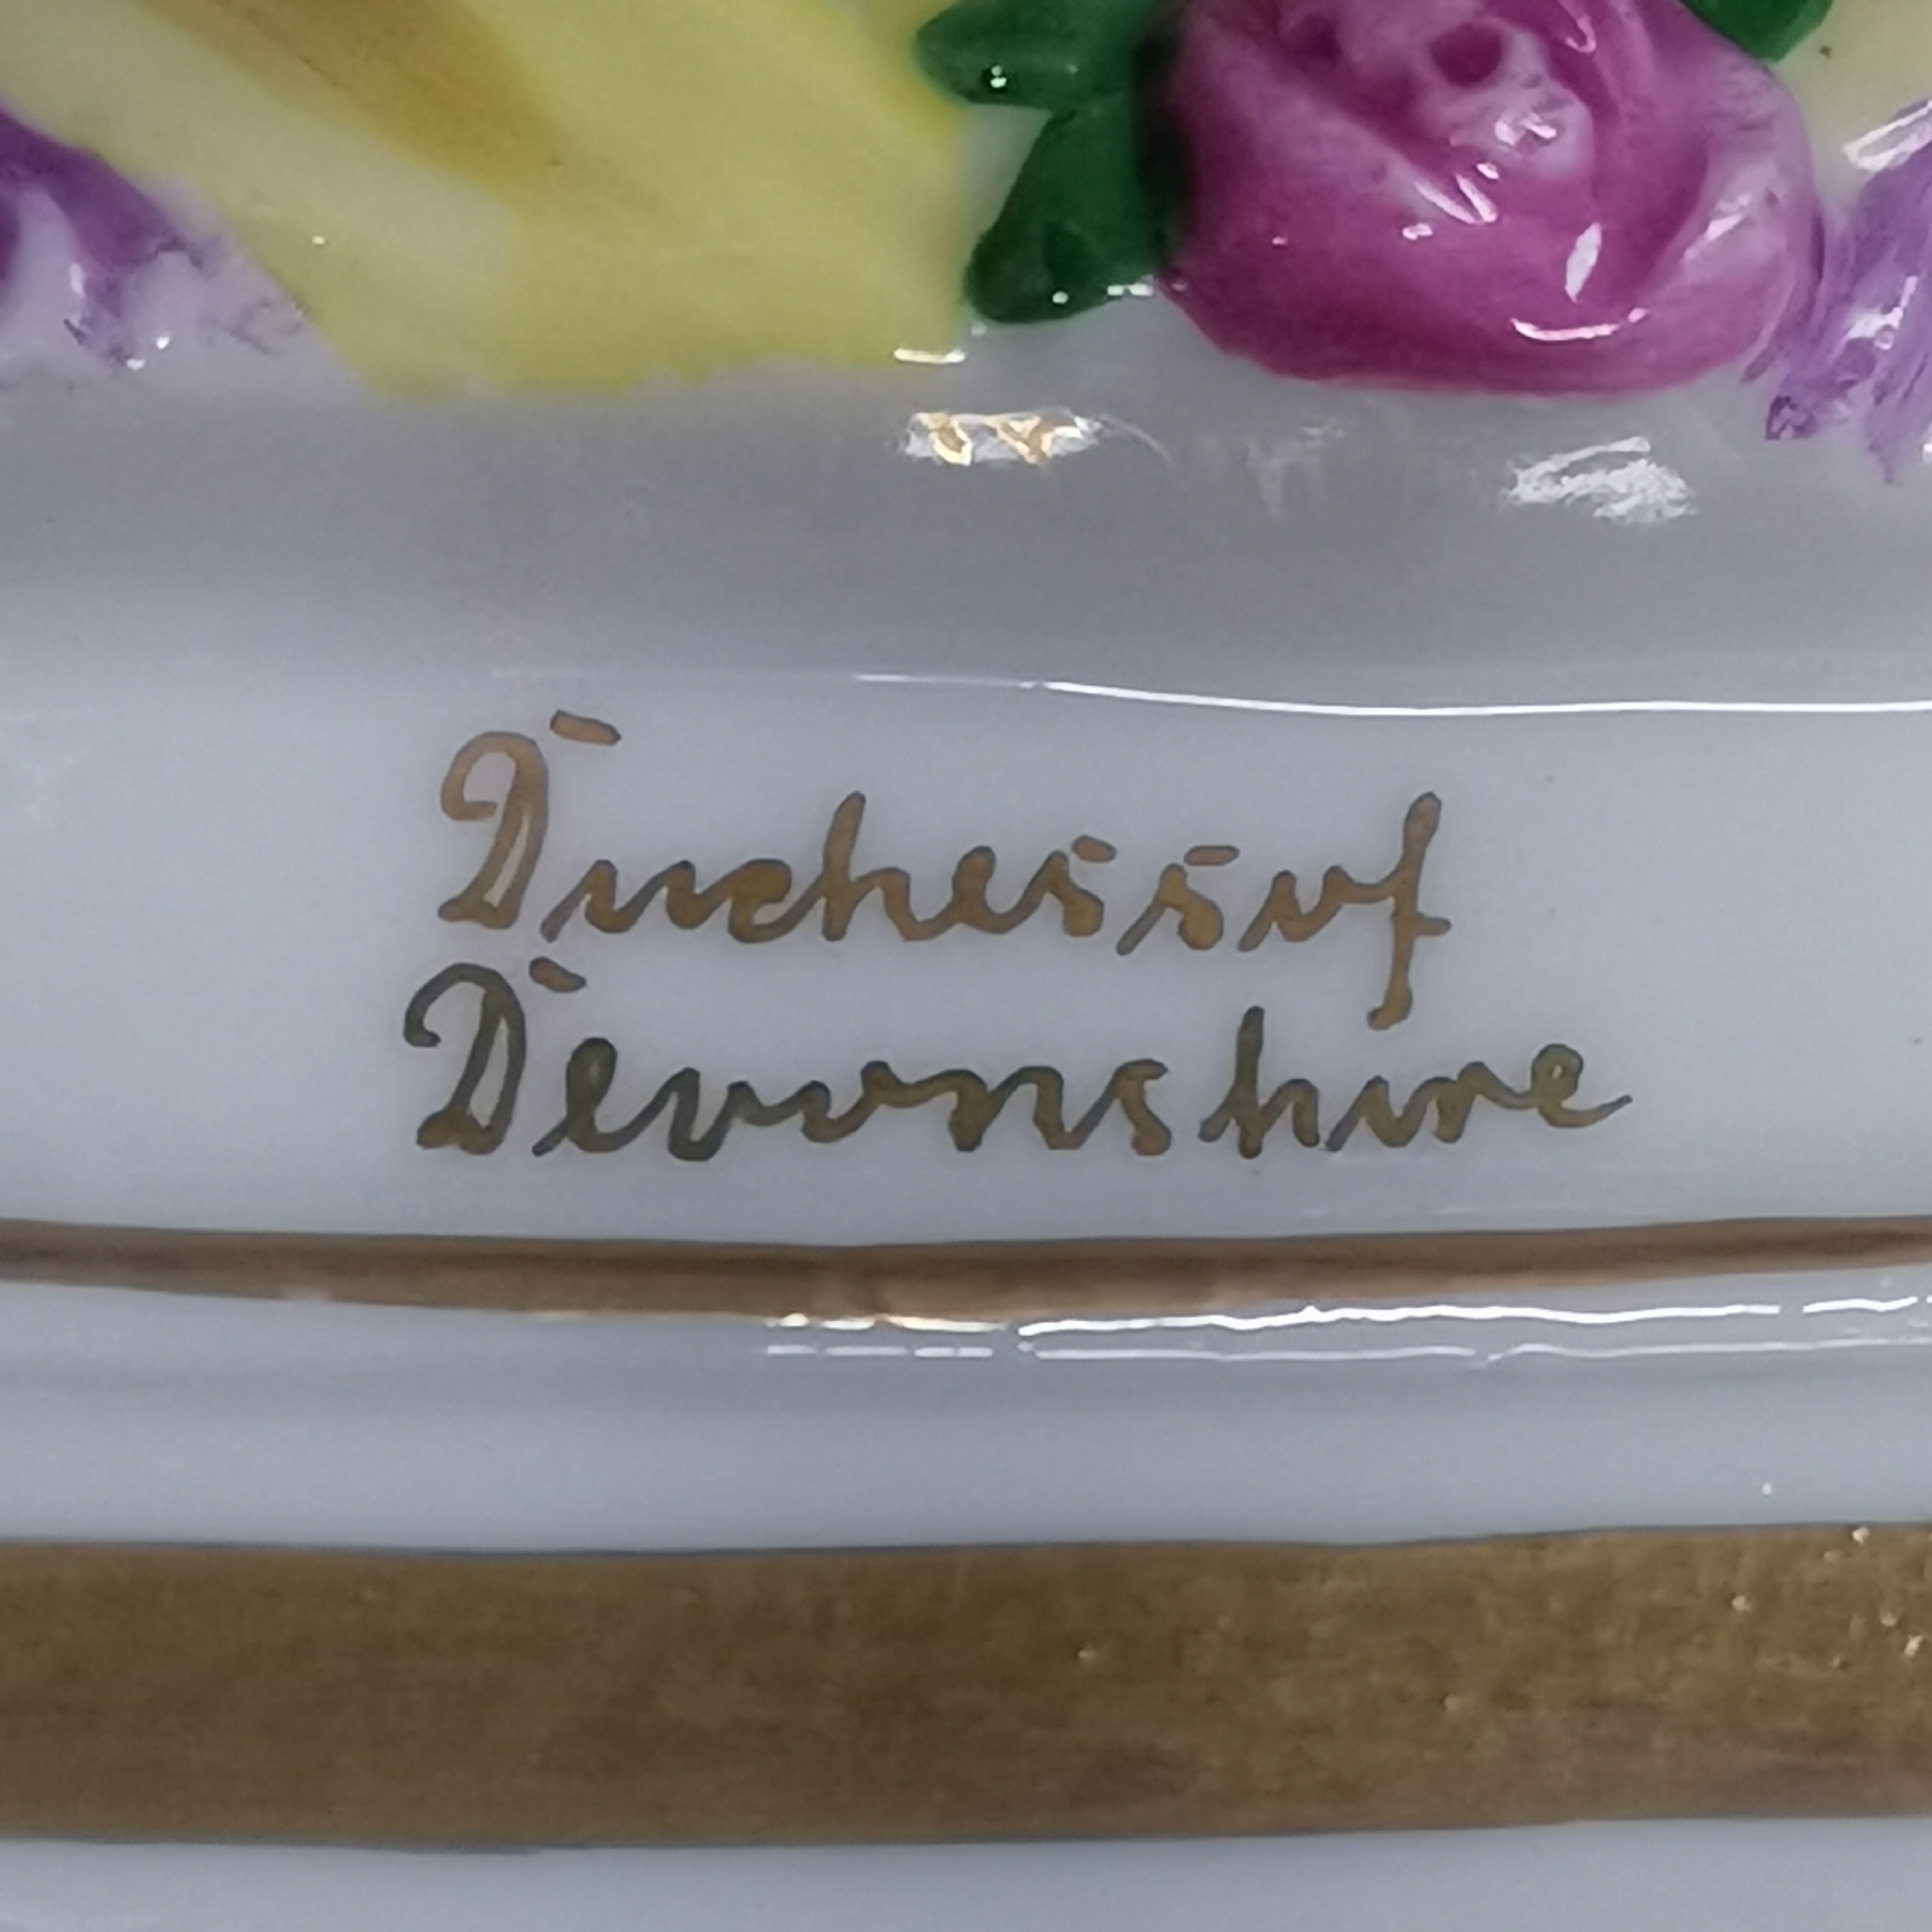 Duchess of
Devonshire